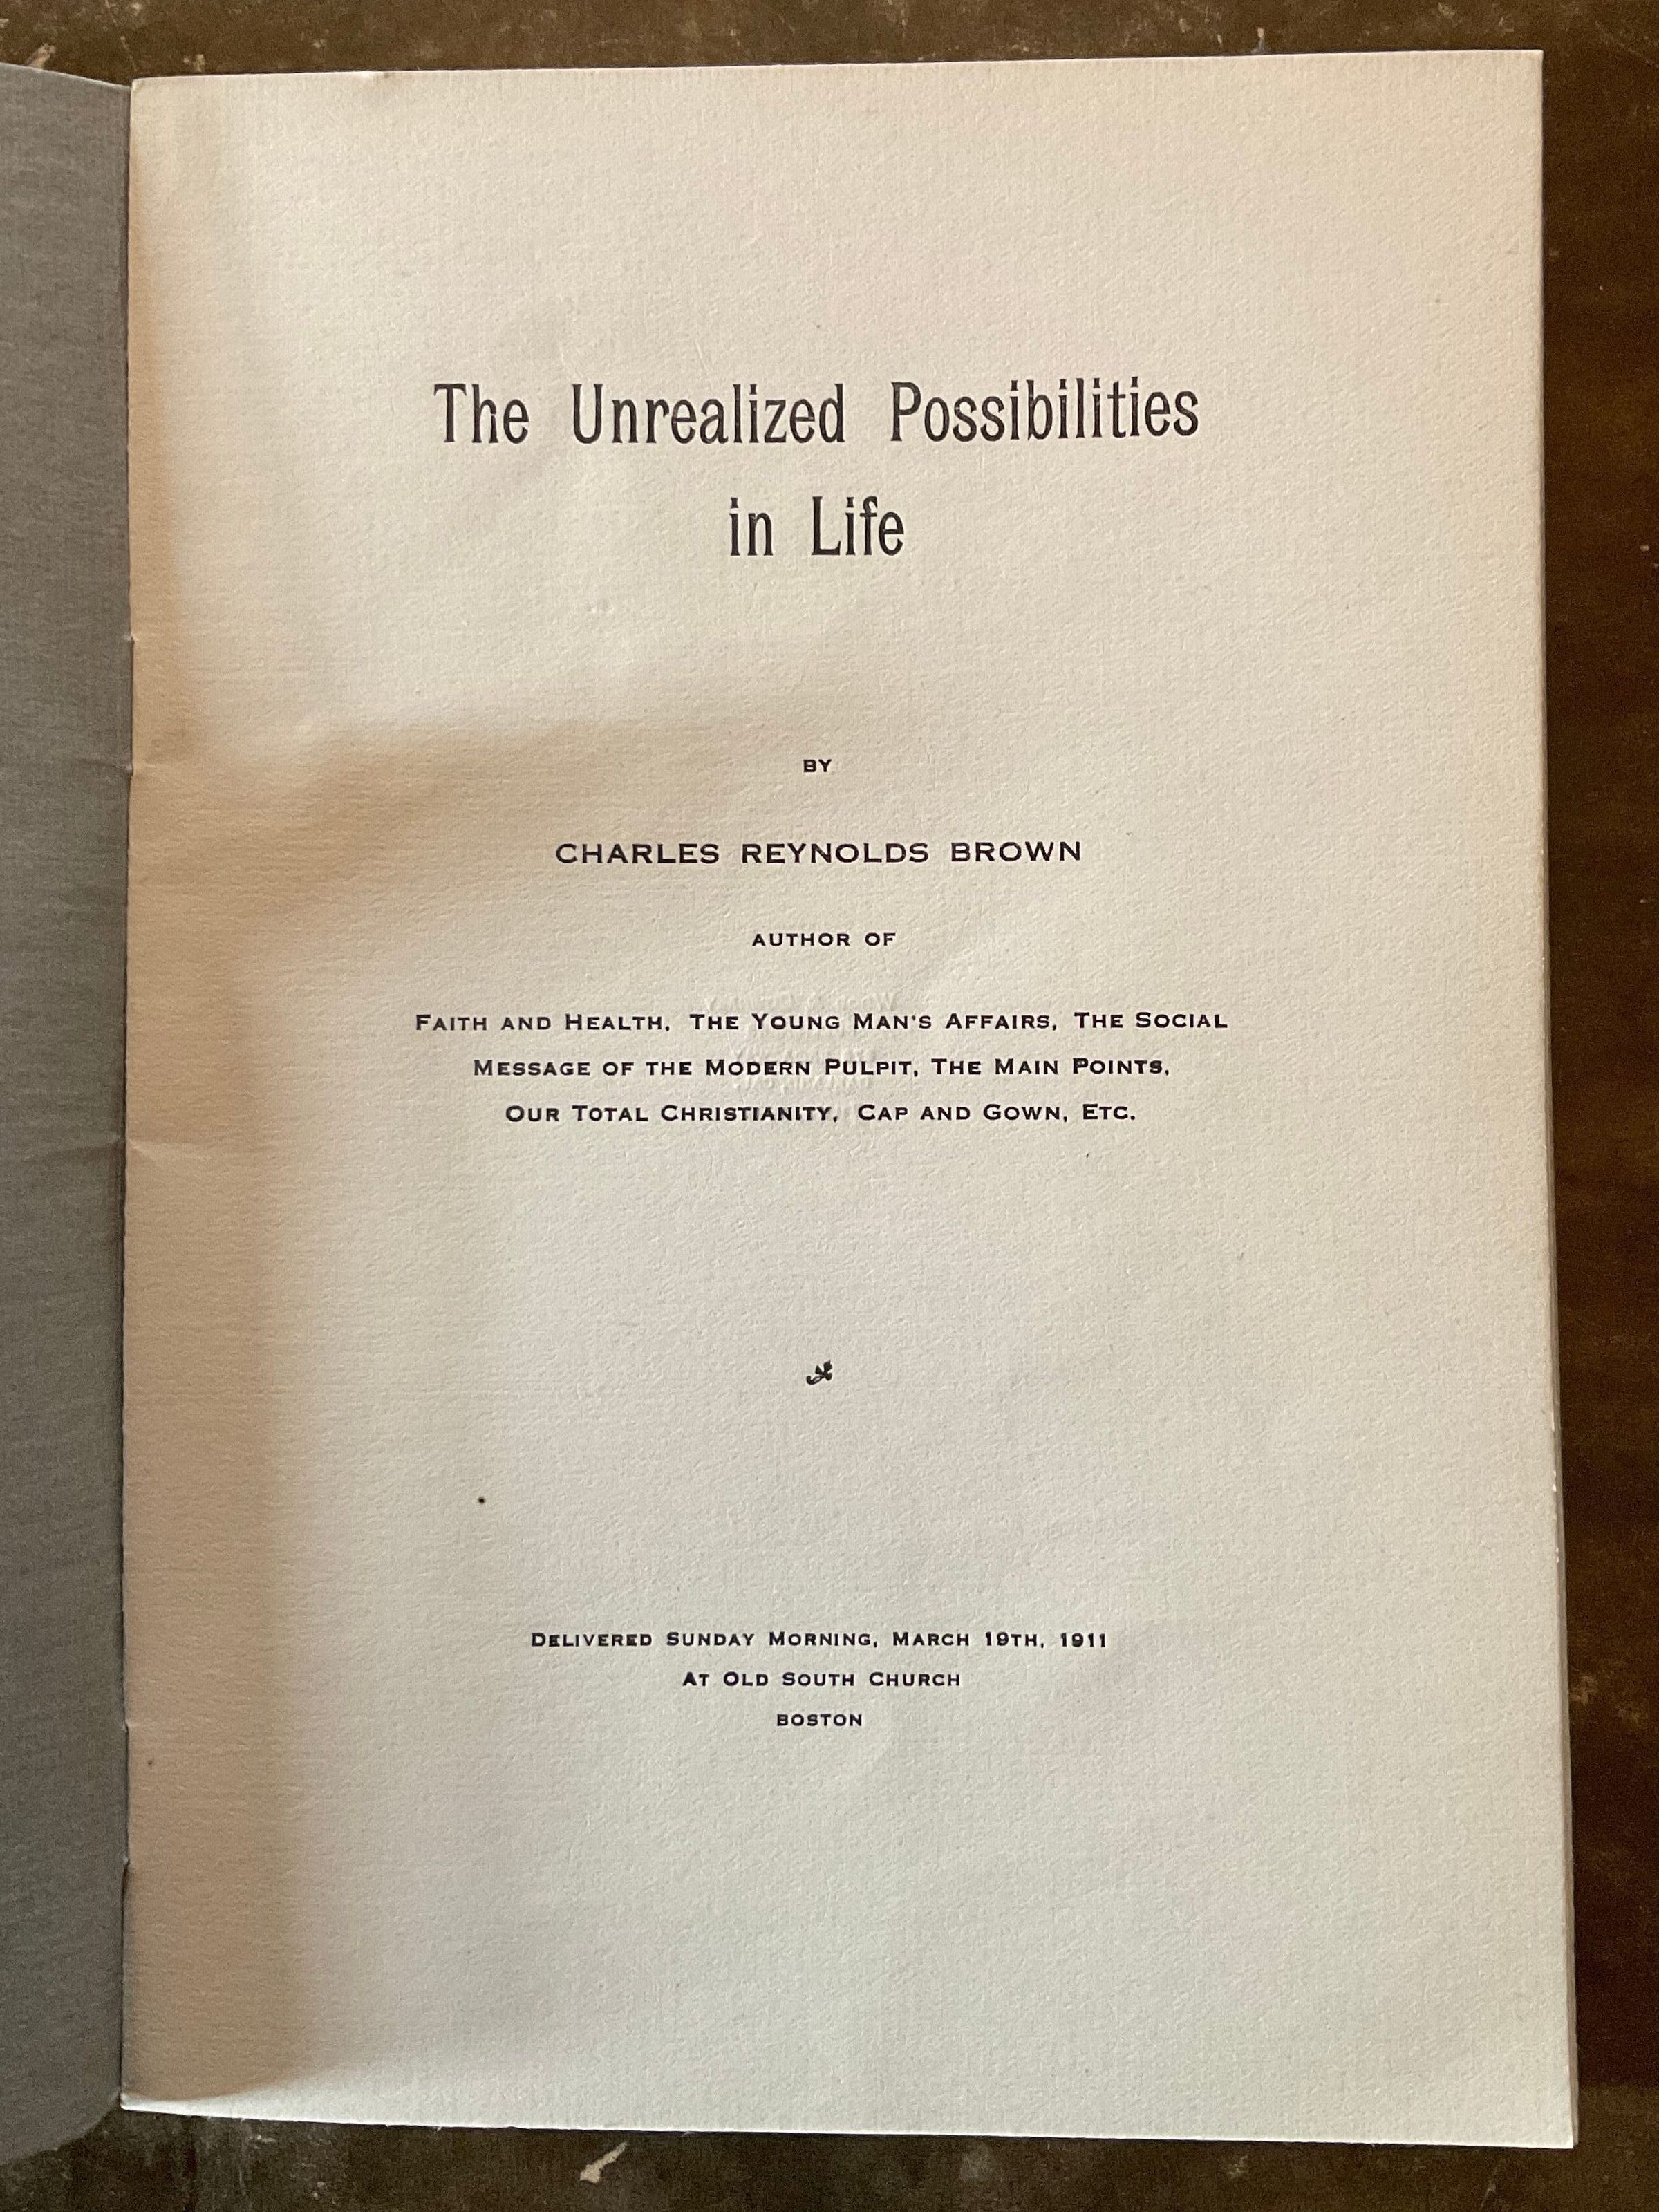 The Unrealized Possibilities
in Life
BY
CHARLES REYNOLDS BROWN
AUTHOR OF
FAITH AND HEALTH, THE YOUNG MAN'S AFFAIRS, THE SOCIAL
MESSAGE OF THE MODERN PULPIT, THE MAIN POINTS,
OUR TOTAL CHRISTIANITY, CAP AND GOWN, ETC.
DELIVERED SUNDAY MORNING, MARCH 19TH, 1911
AT OLD SOUTH CHURCH
BOSTON